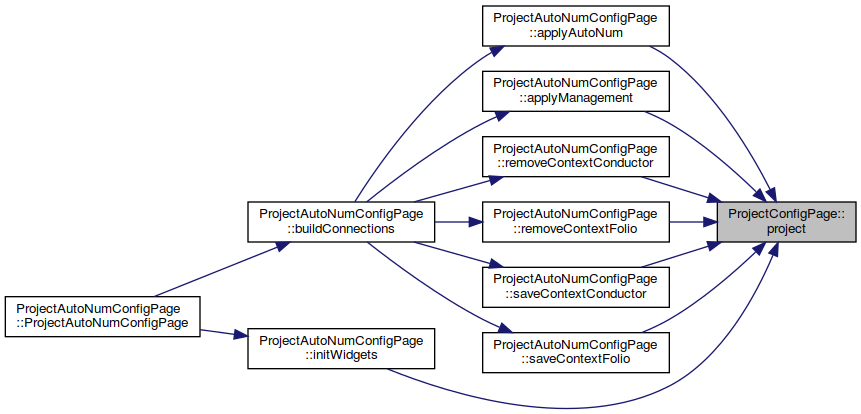 ProjectAutoNumConfigPage
::applyAutoNum
ProjectAutoNumConfigPage
::applyManagement
ProjectAutoNumConfigPage
::removeContextConductor
ProjectConfigPage::
project
ProjectAutoNumConfigPage
::buildConnections
ProjectAutoNumConfigPage
::removeContextFolio
ProjectAutoNumConfigPage
::saveContextConductor
ProjectAutoNumConfigPage
::ProjectAutoNumConfigPage
ProjectAutoNumConfigPage
::initWidgets
ProjectAutoNumConfigPage
::saveContextFolio